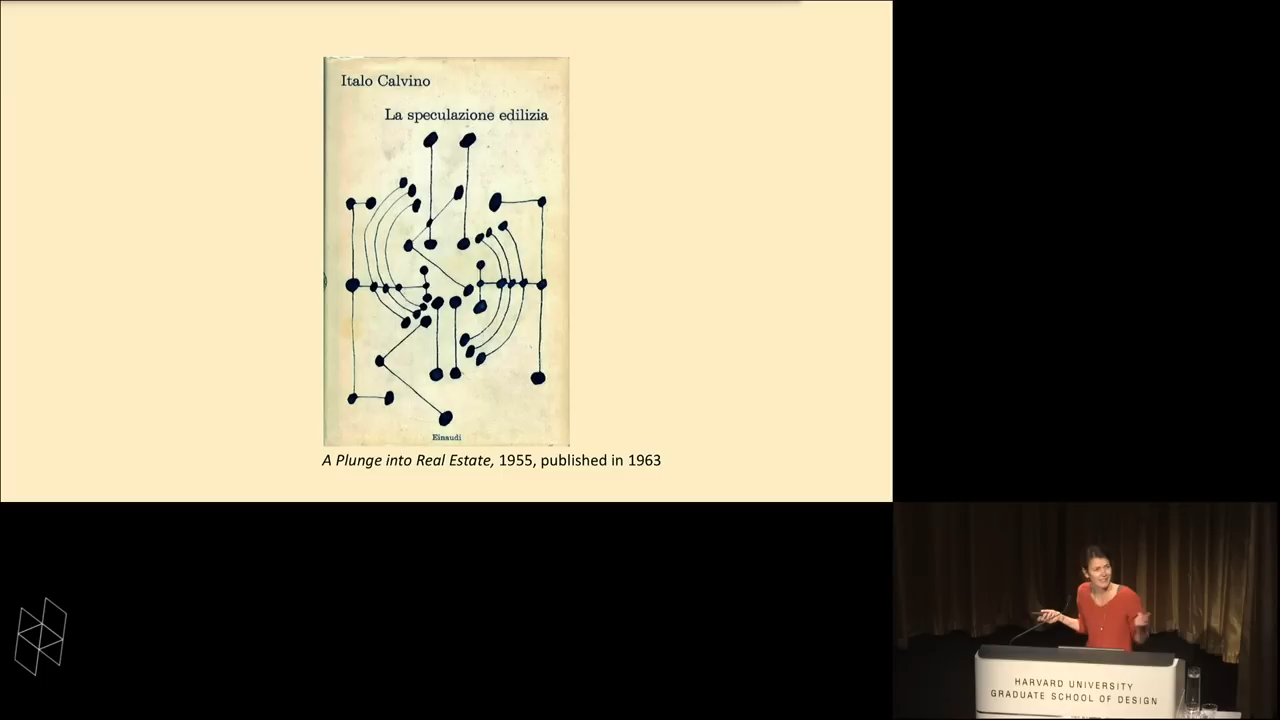 Italo Calvino
La speculazione edilizia
Einaudi
A Plunge into Real Estate, 1955, published in 1963
HARVARD UNIVERSITY
GRADUATE SCHOOL OF DESIGN